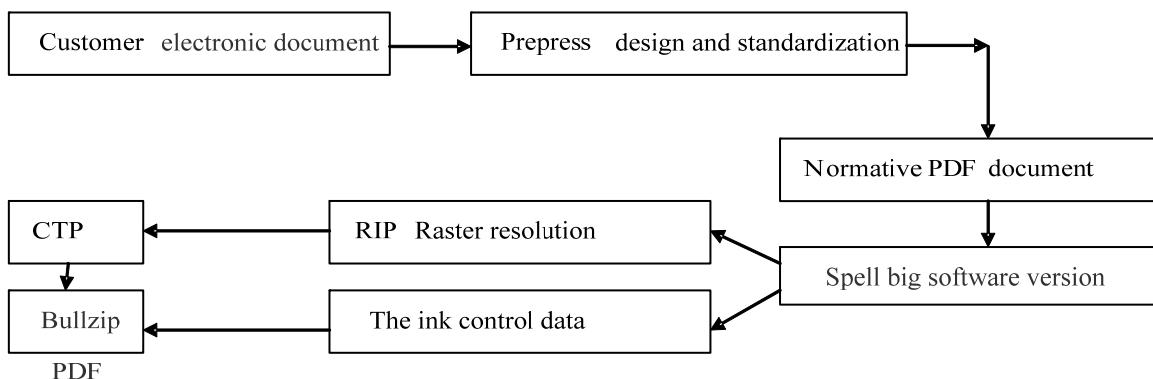 Customer electronic document
Prepress design and standardization
Normative PDF document
CTP
RIP Raster resolution
Spell big software version
Bullzip
The ink control data
PDF